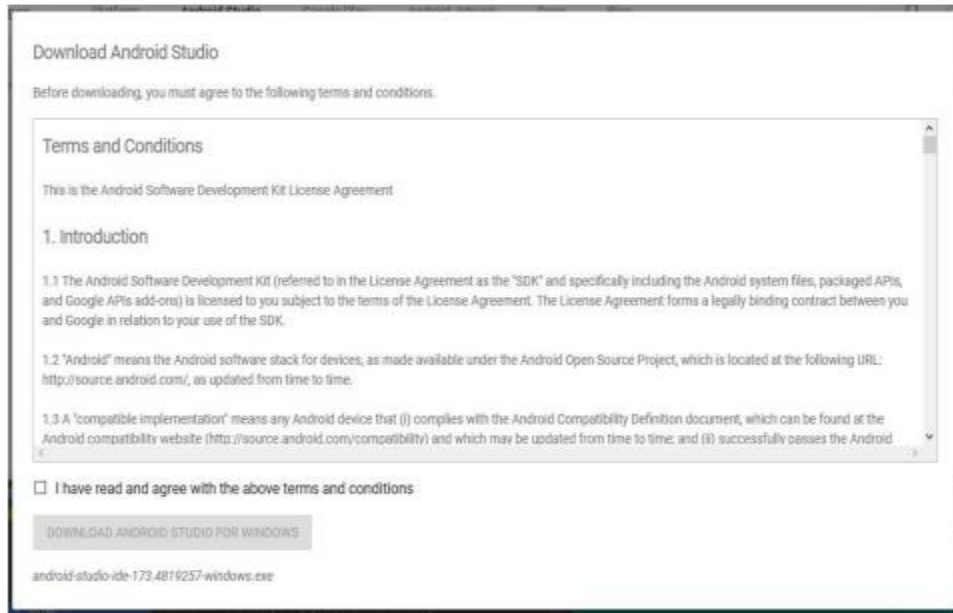 Download Android Studio
Before downloading, you must agree to the following terms and conditions.
Terms and Conditions
This is the Android Software Development Kit License Agreement
1. Introduction
1.1 The Android Software Development Kit (referred to in the License Agreement as the "SDK" and specifically including the Android system files, packaged APIs,
and Google APIs add-ons) is licensed to you subject to the terms of the License Agreement. The License Agreement forms a legally binding contract between you
and Google in relation to your use of the SDK.
1.2 "Android" means the Android software stack for devices, as made available under the Android Open Source Project, which is located at the following URL:
http://source.android.com/, as updated from time to time.
1.3 A "compatible implementation" means any Android device that (i) complies with the Android Compatibility Definition document, which can be found at the
Android compatibility website (http://source.android.com/compatibility) and which may be updated from time to time; and (ii) successfully passes the Android
I have read and agree with the above terms and conditions
DOWNLOAD ANDROID STUDIO FOR WINDOWS
android-studio-ide-173.4819257-windows.exe